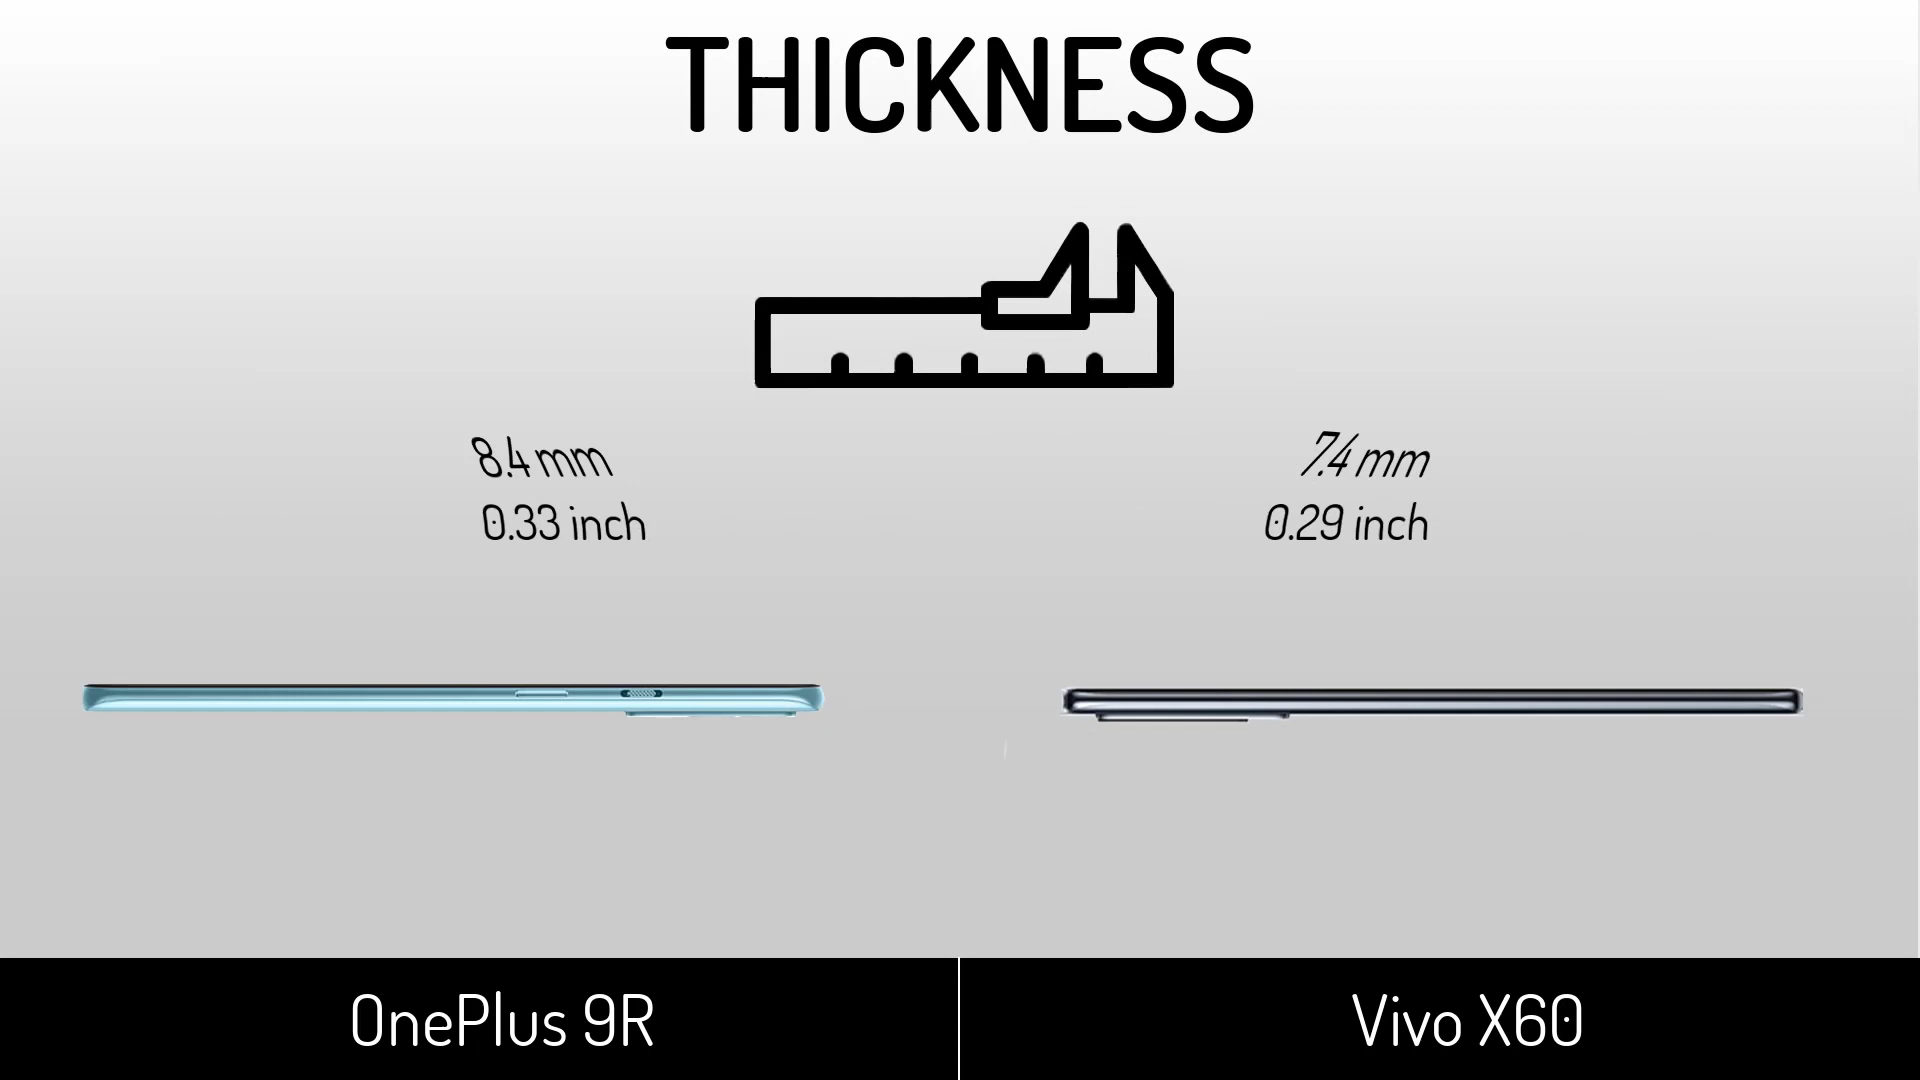 THICKNESS
8.4 mm
7.4 mm
0.33 inch
0.29 inch
OnePlus 9R
Vivo X60